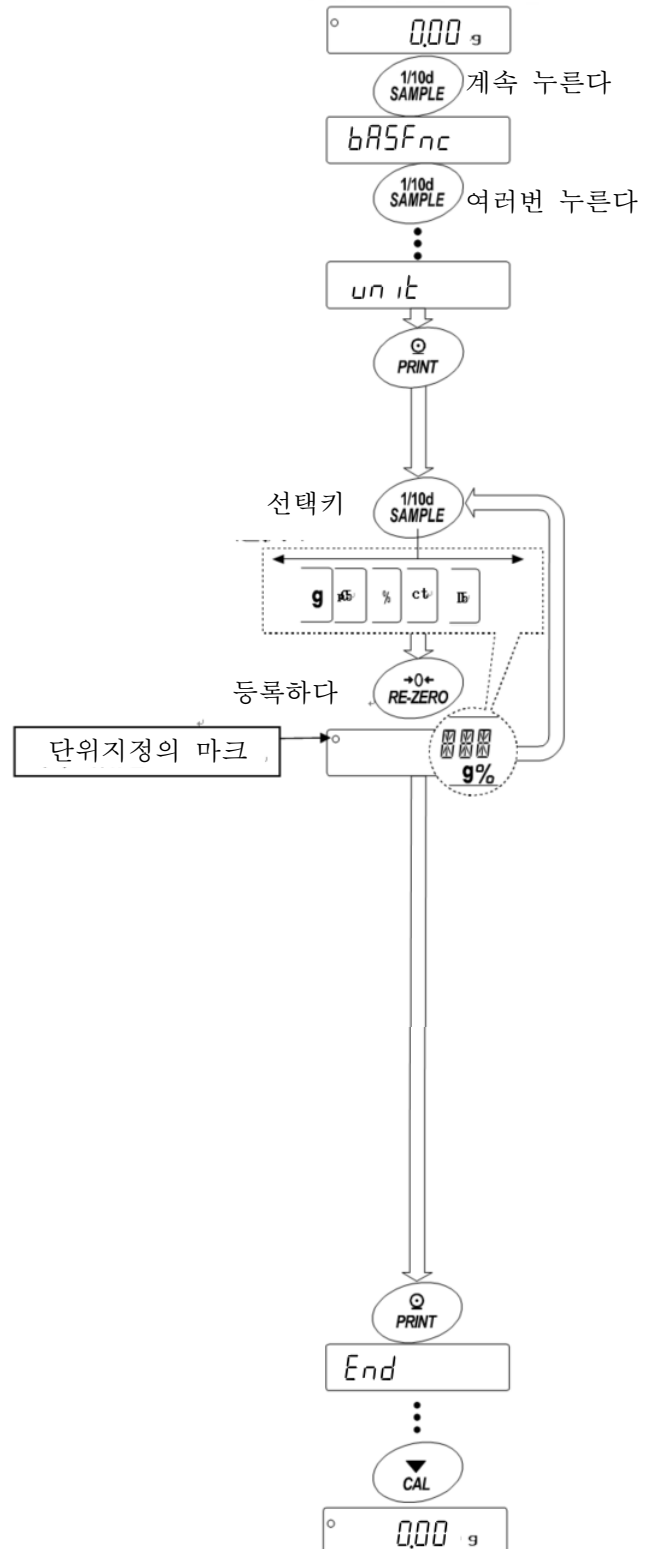 0.00 g
1/10d
SAMPLE 계속 누른다
bASFnc
1/10d
SAMPLE 여러번 누른다
unit
PRINT
선택키 1/10d
SAMPLE
g % ct
등록하다 →0←
RE-ZERO
단위지정의 마크
g%
PRINT
End
CAL
0.00 g